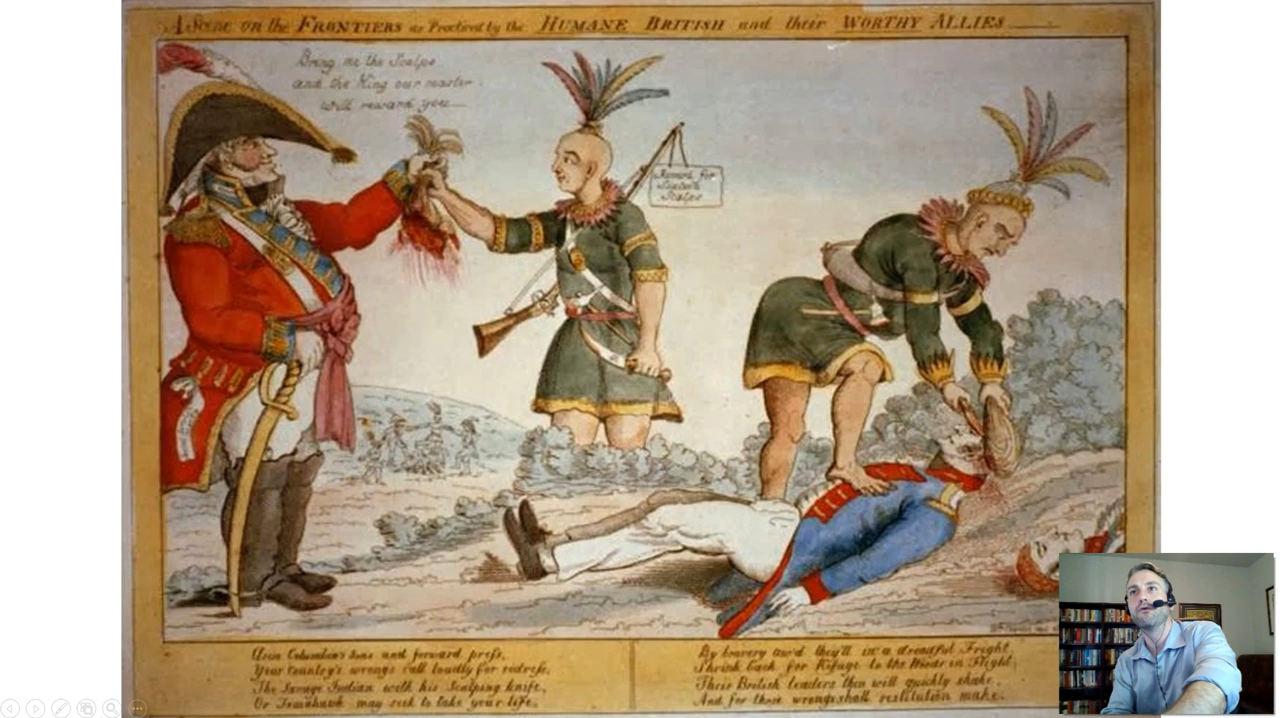 A Scene on the FRONTIERS as Practiced by the HUMANE BRITISH and their WORTHY ALLIES
Bring me the Scalps
and the King our master
will reward you
Reward for
Sixteen
Scalps
Arise Columbia's Sons and forward press,
Your Country's wrongs call loudly for redress,
The Savage Indian with his Scalping knife,
Or Tomahawk may seek to take your life,
By bravery aw'd they'll in a dreadful Fright,
Shrink back for Refuge to the Woods in Flight,
Their British leaders then will quickly shake,
And for those wrongs shall restitution make.